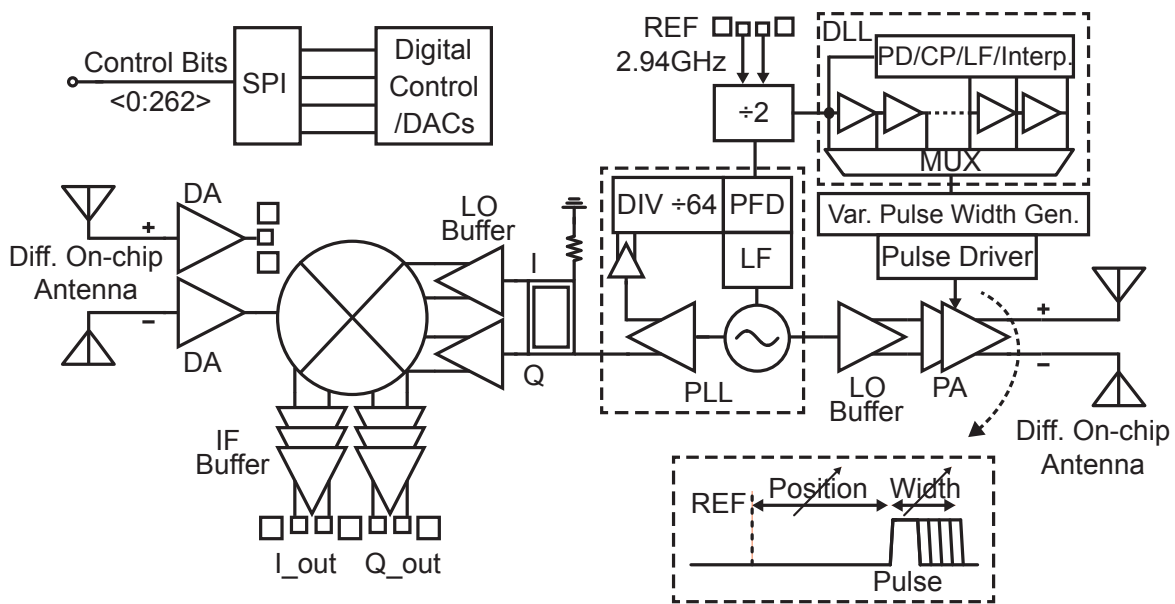 Control Bits
<0:262>
SPI
Digital
Control
/DACs
REF
2.94GHz
÷2
DLL
PD/CP/LF/Interp.
MUX
Var. Pulse Width Gen.
Pulse Driver
DA
+
Diff. On-chip
Antenna
−
DA
LO
Buffer
I
Q
DIV ÷64
PFD
LF
PLL
LO
Buffer
PA
+
−
Diff. On-chip
Antenna
IF
Buffer
I_out
Q_out
REF
Position
Width
Pulse